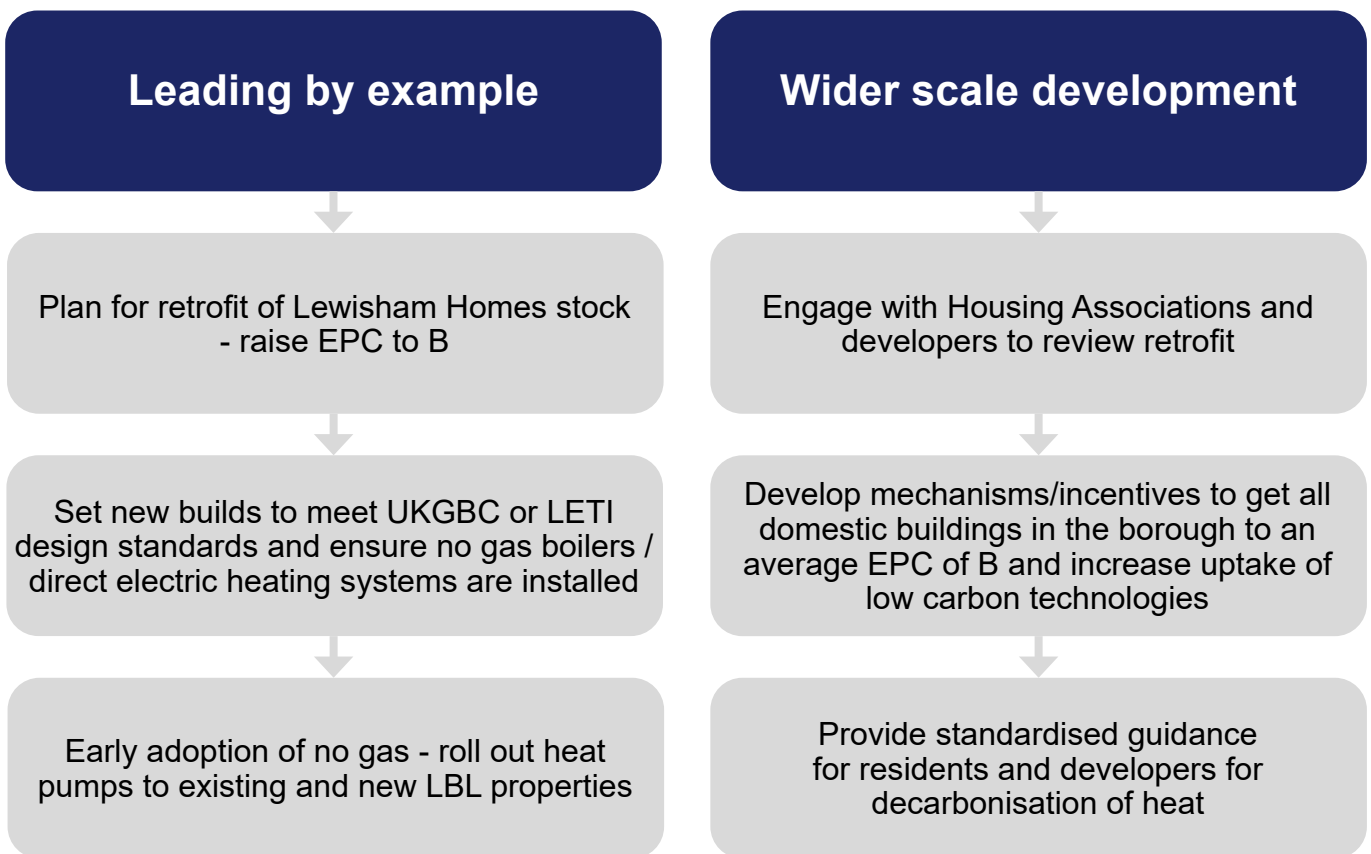 Leading by example
Plan for retrofit of Lewisham Homes stock
- raise EPC to B
Set new builds to meet UKGBC or LETI
design standards and ensure no gas boilers /
direct electric heating systems are installed
Early adoption of no gas - roll out heat
pumps to existing and new LBL properties
Wider scale development
Engage with Housing Associations and
developers to review retrofit
Develop mechanisms/incentives to get all
domestic buildings in the borough to an
average EPC of B and increase uptake of
low carbon technologies
Provide standardised guidance
for residents and developers for
decarbonisation of heat